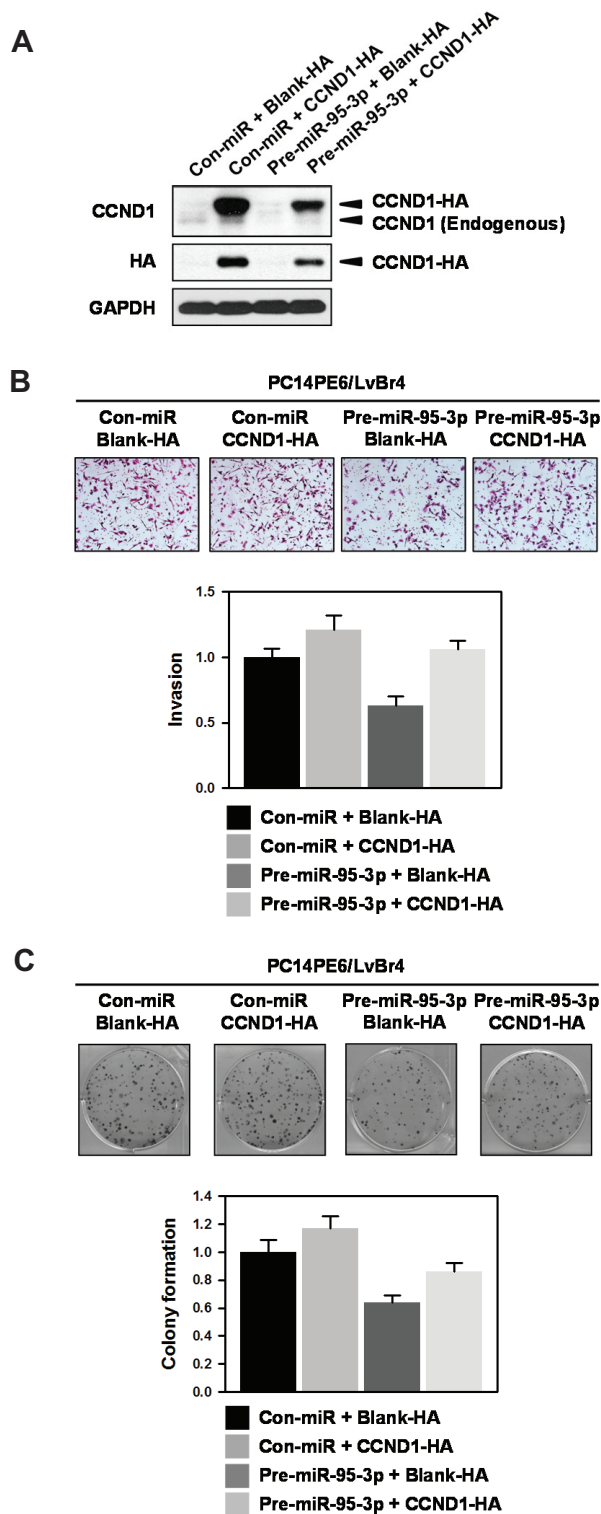 A
Con-miR + Blank-HA
Con-miR + CCND1-HA
Pre-miR-95-3p + Blank-HA
Pre-miR-95-3p + CCND1-HA
CCND1
CCND1-HA
CCND1 (Endogenous)
HA
CCND1-HA
GAPDH
B
PC14PE6/LvBr4
Con-miR Con-miR Pre-miR-95-3p Pre-miR-95-3p
Blank-HA CCND1-HA Blank-HA CCND1-HA
1.5
1.0
0.5
0.0
Invasion
Con-miR + Blank-HA
Con-miR + CCND1-HA
Pre-miR-95-3p + Blank-HA
Pre-miR-95-3p + CCND1-HA
C
PC14PE6/LvBr4
Con-miR Con-miR Pre-miR-95-3p Pre-miR-95-3p
Blank-HA CCND1-HA Blank-HA CCND1-HA
1.4
1.2
1.0
0.8
0.6
0.4
0.2
0.0
Colony formation
Con-miR + Blank-HA
Con-miR + CCND1-HA
Pre-miR-95-3p + Blank-HA
Pre-miR-95-3p + CCND1-HA